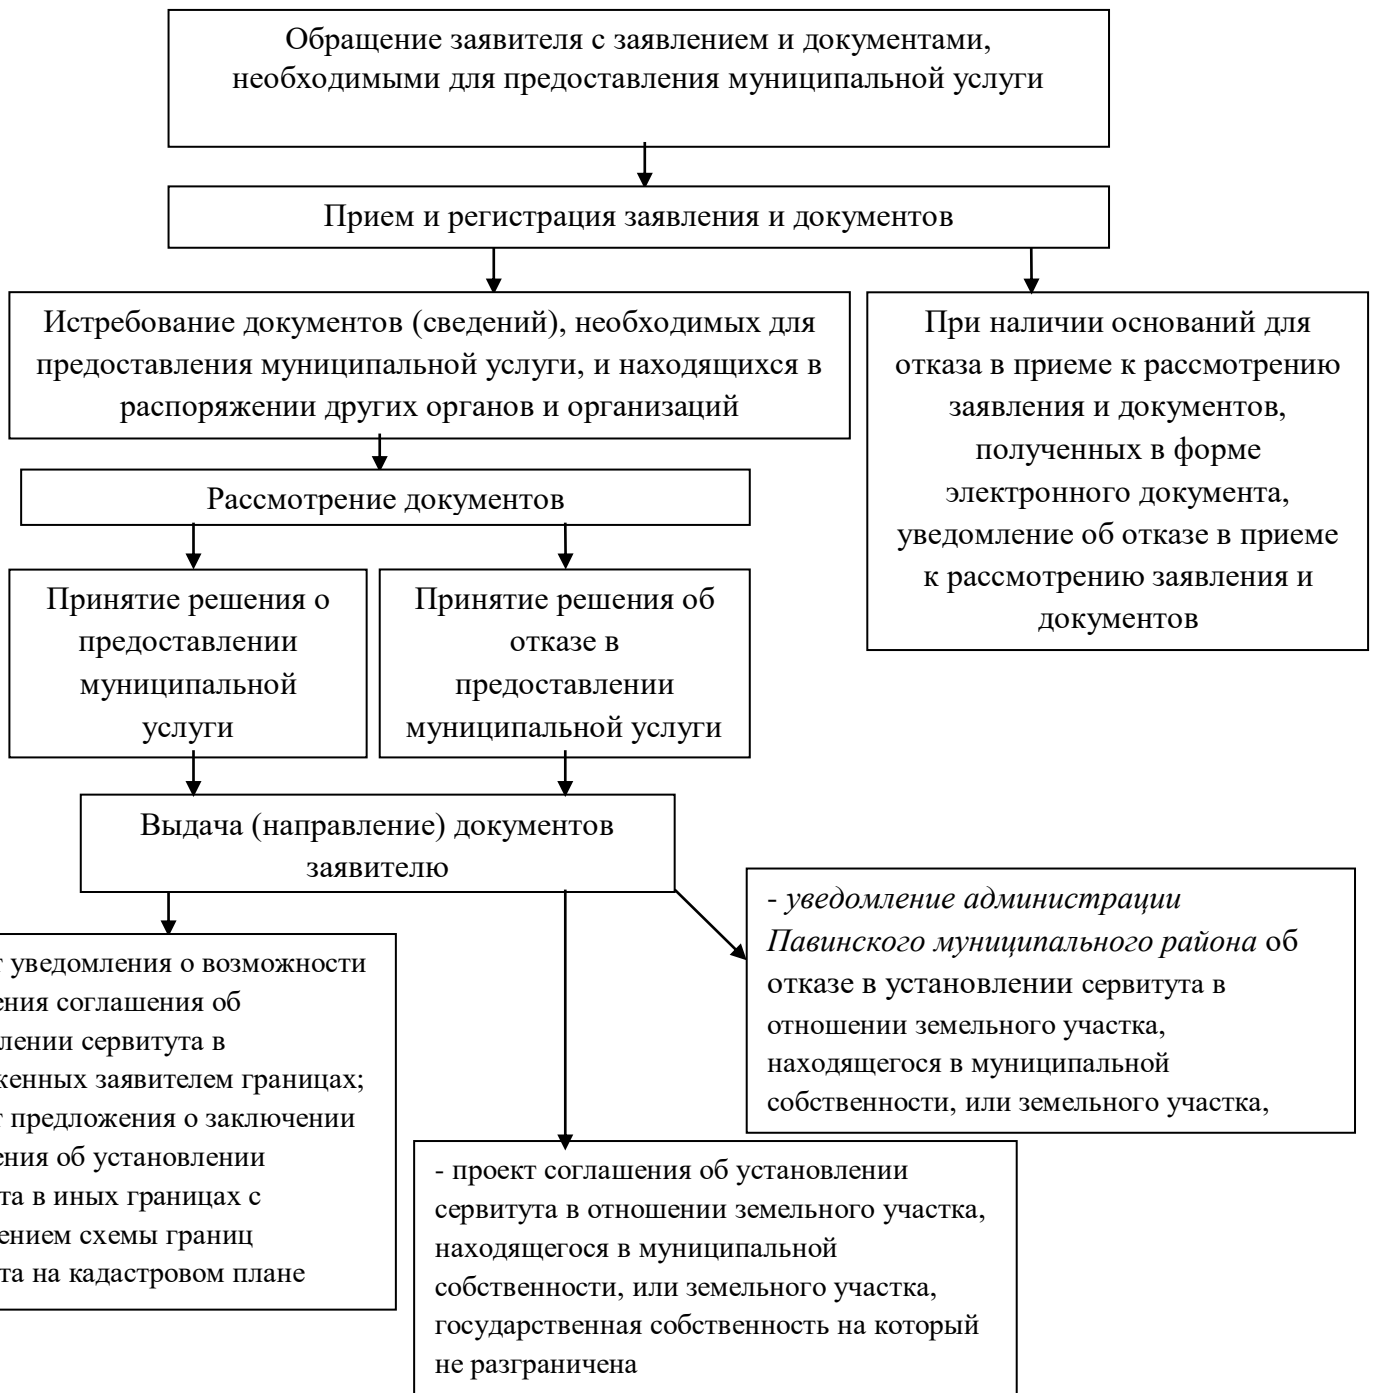 Обращение заявителя с заявлением и документами,
необходимыми для предоставления муниципальной услуги
Прием и регистрация заявления и документов
Истребование документов (сведений), необходимых для
предоставления муниципальной услуги, и находящихся в
распоряжении других органов и организаций
При наличии оснований для
отказа в приеме к рассмотрению
заявления и документов,
полученных в форме
электронного документа,
уведомление об отказе в приеме
к рассмотрению заявления и
документов
Рассмотрение документов
Принятие решения о
предоставлении
муниципальной
услуги
Принятие решения об
отказе в
предоставлении
муниципальной услуги
Выдача (направление) документов
заявителю
- уведомление администрации
Павинского муниципального района об
отказе в установлении сервитута в
отношении земельного участка,
находящегося в муниципальной
собственности, или земельного участка,
уведомления о возможности
соглашения об
сервитута в
заявителем границах;
предложения о заключении
об установлении
в иных границах с
схемы границ
на кадастровом плане
- проект соглашения об установлении
сервитута в отношении земельного участка,
находящегося в муниципальной
собственности, или земельного участка,
государственная собственность на который
не разграничена